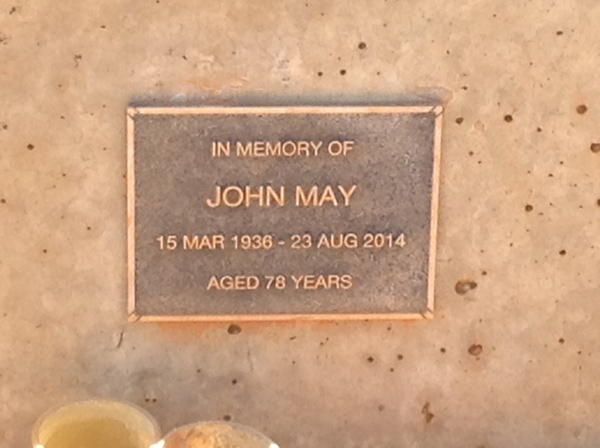 IN MEMORY OF
JOHN MAY
15 MAR 1936 - 23 AUG 2014
AGED 78 YEARS